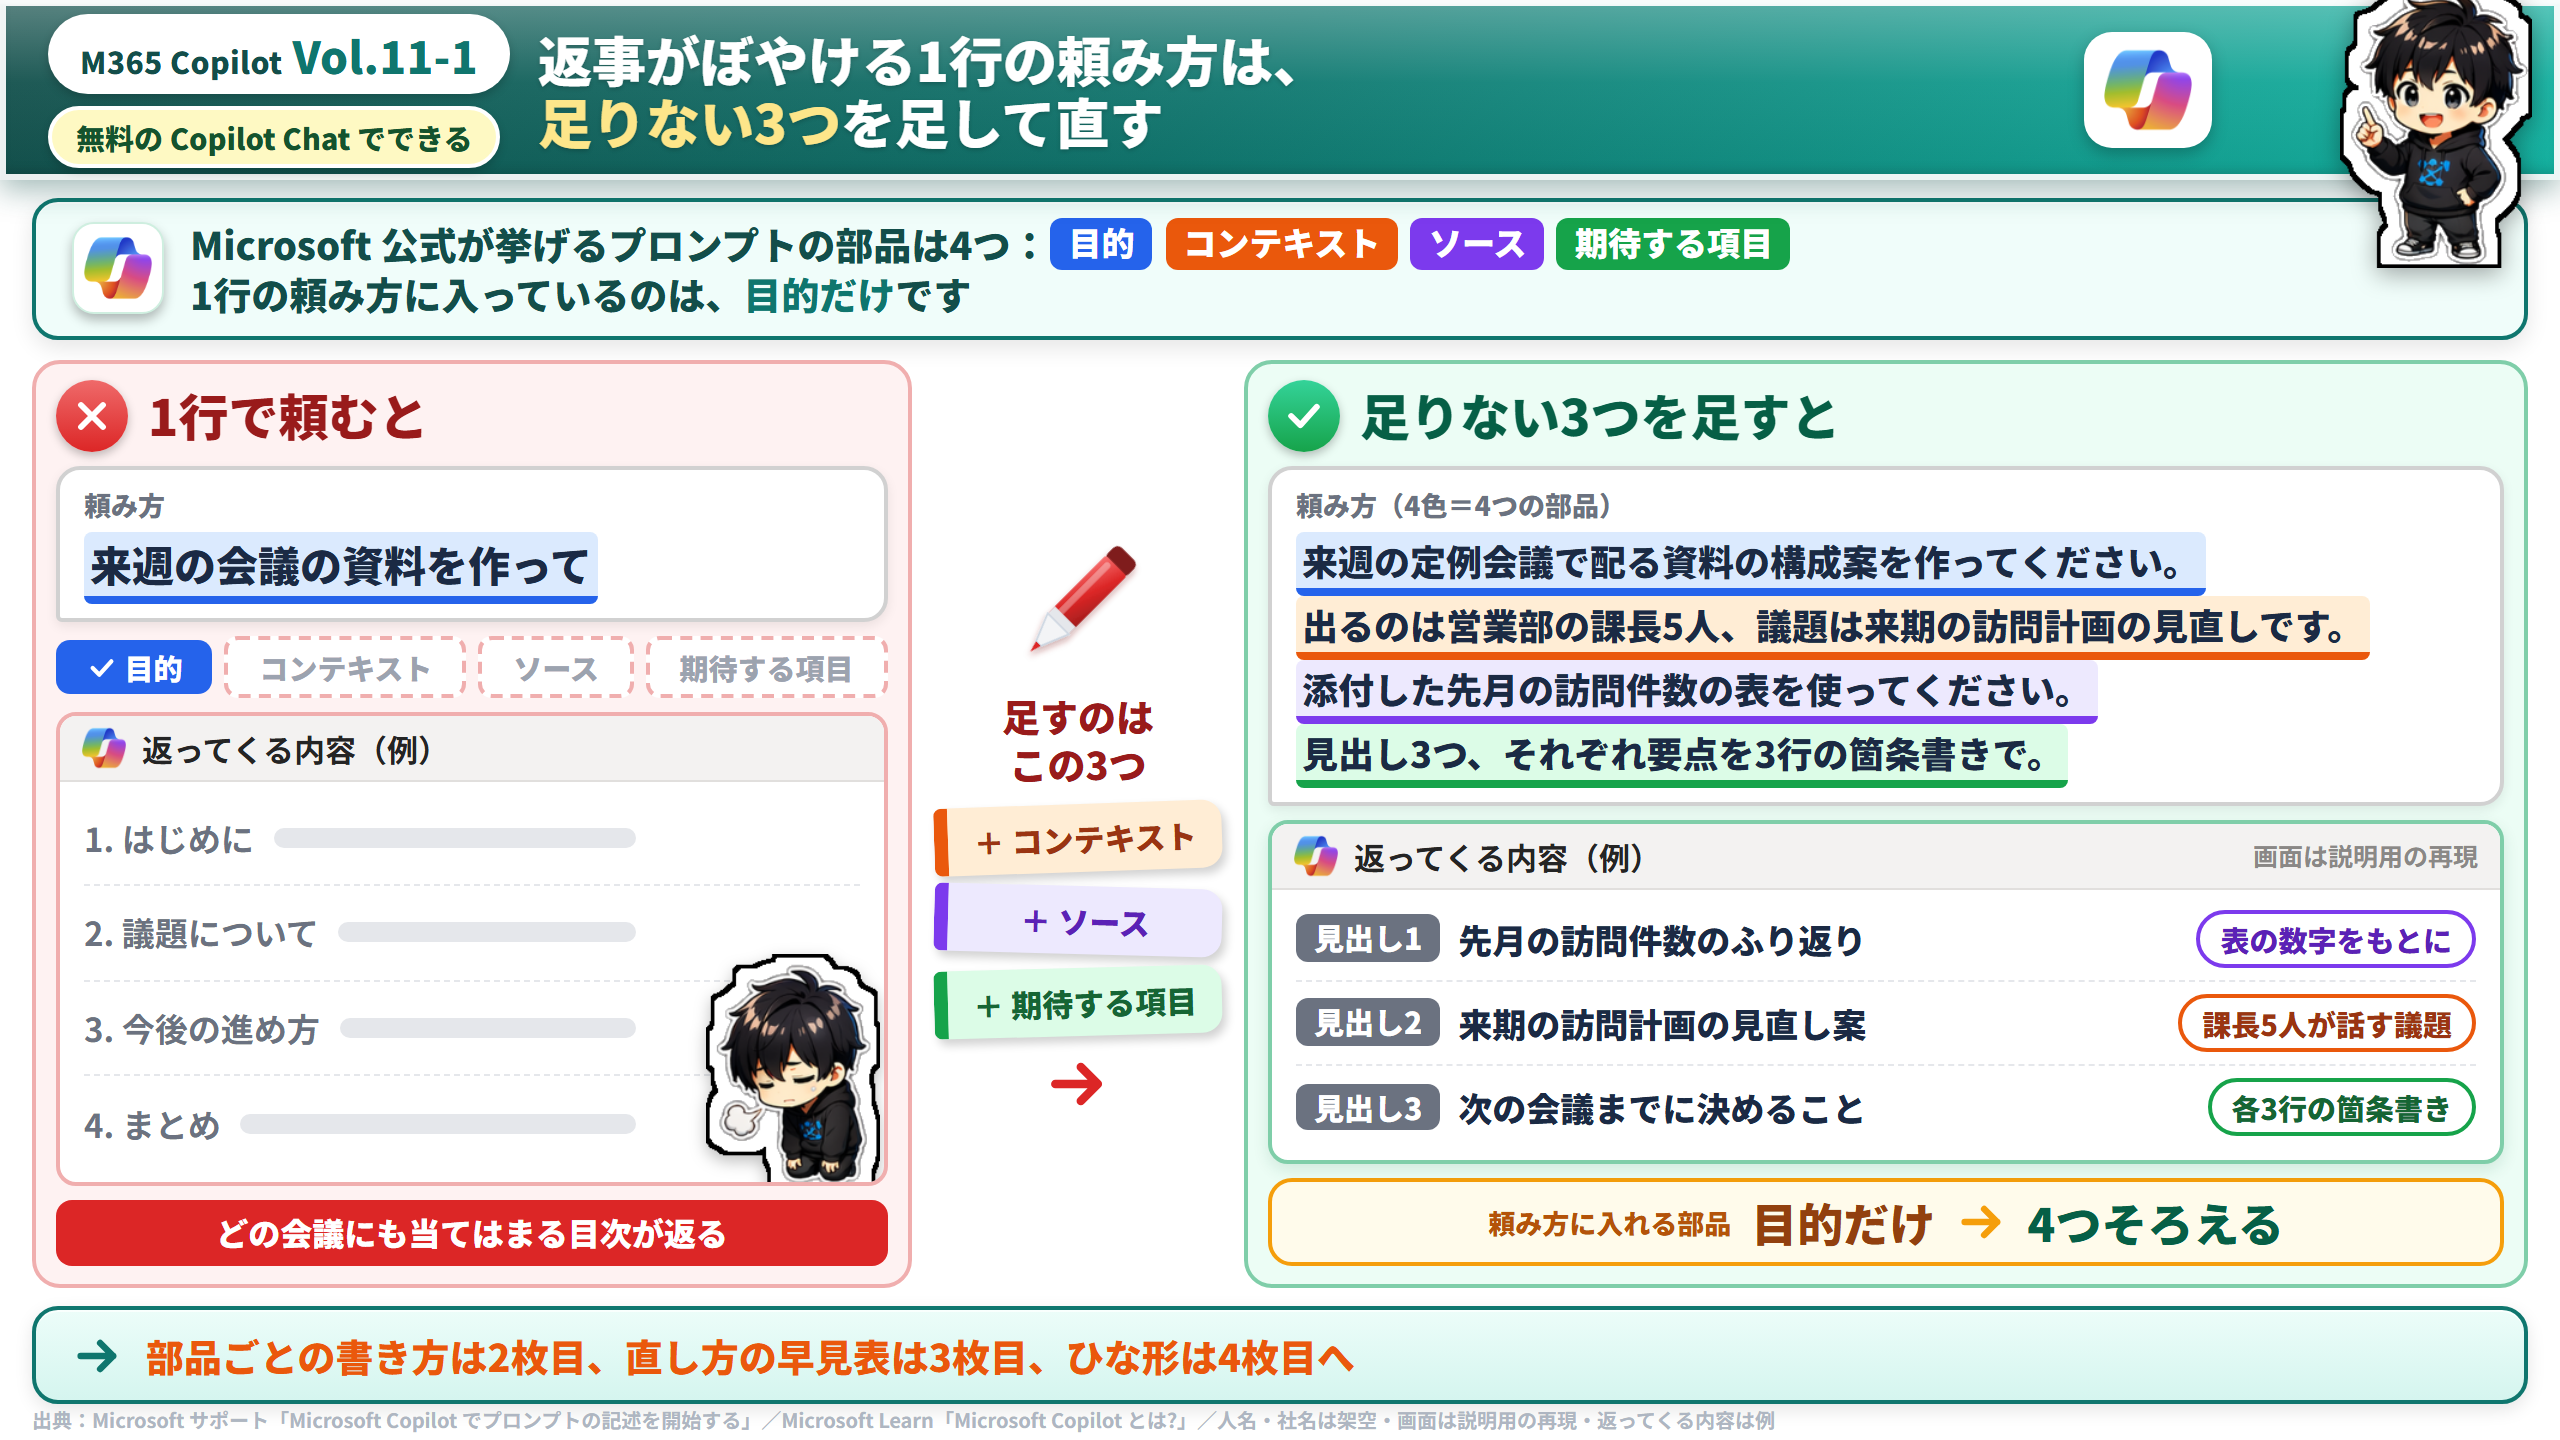 M365 Copilot Vol.11-1
無料の Copilot Chat でできる
返事がぼやける1行の頼み方は、
足りない3つを足して直す
Microsoft 公式が挙げるプロンプトの部品は4つ：目的 コンテキスト ソース 期待する項目
1行の頼み方に入っているのは、目的だけです
1行で頼むと
頼み方
来週の会議の資料を作って
目的 コンテキスト ソース 期待する項目
返ってくる内容（例）
1. はじめに
2. 議題について
3. 今後の進め方
4. まとめ
どの会議にも当てはまる目次が返る
足すのは
この3つ
＋ コンテキスト
＋ ソース
＋ 期待する項目
足りない3つを足すと
頼み方（4色＝4つの部品）
来週の定例会議で配る資料の構成案を作ってください。
出るのは営業部の課長5人、議題は来期の訪問計画の見直しです。
添付した先月の訪問件数の表を使ってください。
見出し3つ、それぞれ要点を3行の箇条書きで。
返ってくる内容（例） 画面は説明用の再現
見出し1 先月の訪問件数のふり返り 表の数字をもとに
見出し2 来期の訪問計画の見直し案 課長5人が話す議題
見出し3 次の会議までに決めること 各3行の箇条書き
頼み方に入れる部品 目的だけ → 4つそろえる
→ 部品ごとの書き方は2枚目、直し方の早見表は3枚目、ひな形は4枚目へ
出典：Microsoft サポート「Microsoft Copilot でプロンプトの記述を開始する」／Microsoft Learn「Microsoft Copilot とは?」／人名・社名は架空・画面は説明用の再現・返ってくる内容は例